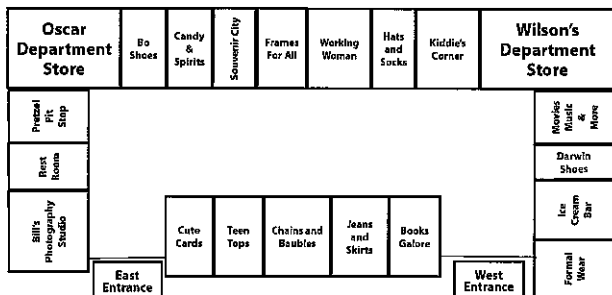 Oscar
Department
Store
Bo
Shoes
Candy
&
Spirits
Souvenir City
Frames
For All
Working
Woman
Hats
and
Socks
Kiddie's
Corner
Wilson's
Department
Store
Pretzel
Pit
Stop
Rest
Room
Bill's
Photography
Studio
Movies
Music
&
More
Darwin
Shoes
Ice
Cream
Bar
Formal
Wear
Cute
Cards
Teen
Tops
Chains and
Baubles
Jeans
and
Skirts
Books
Galore
East
Entrance
West
Entrance